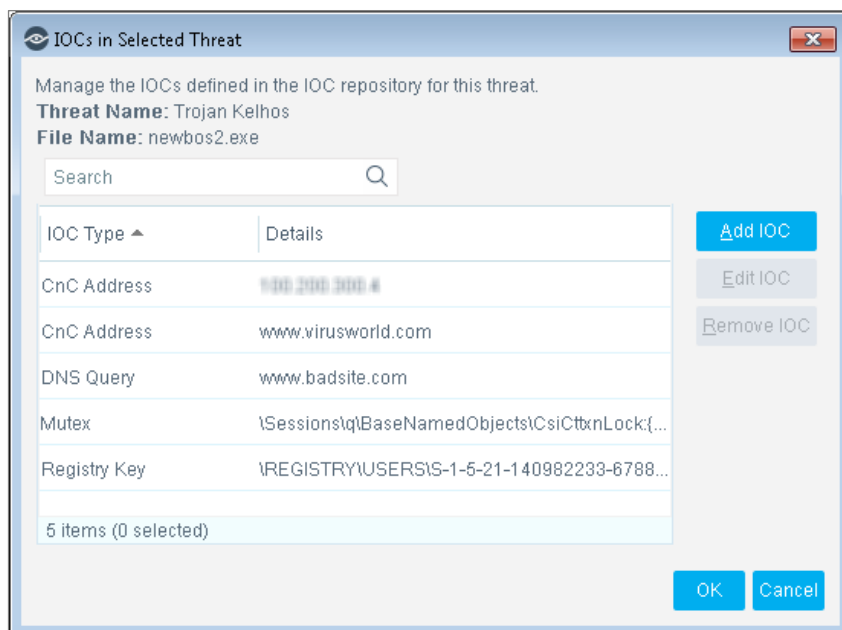 IOCs in Selected Threat
Manage the IOCs defined in the IOC repository for this threat.
Threat Name: Trojan Kelhos
File Name: newbos2.exe
Search
IOC Type Details
Add IOC
CnC Address
Edit IOC
CnC Address www.virusworld.com
Remove IOC
DNS Query www.badsite.com
Mutex \Sessions\q\BaseNamedObjects\CsiCttxnLock:{...
Registry Key \REGISTRY\USERS\S-1-5-21-140982233-6788...
5 items (0 selected)
OK Cancel